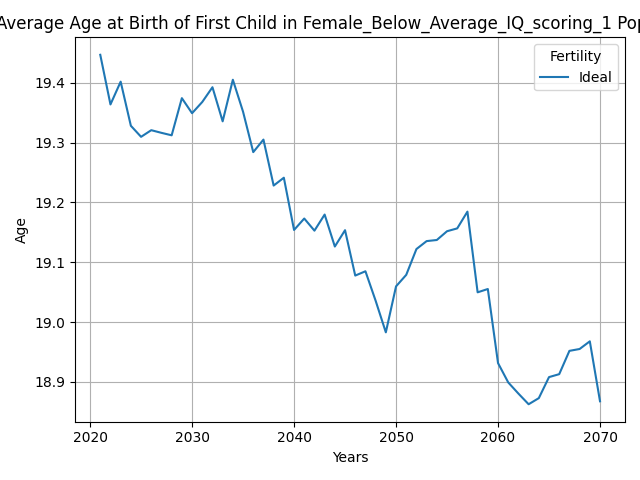 Average Age at Birth of First Child in Female_Below_Average_IQ_scoring_1
Fertility
Ideal
19.4
19.3
19.2
19.1
19.0
18.9
Age
2020 2030 2040 2050 2060 2070
Years